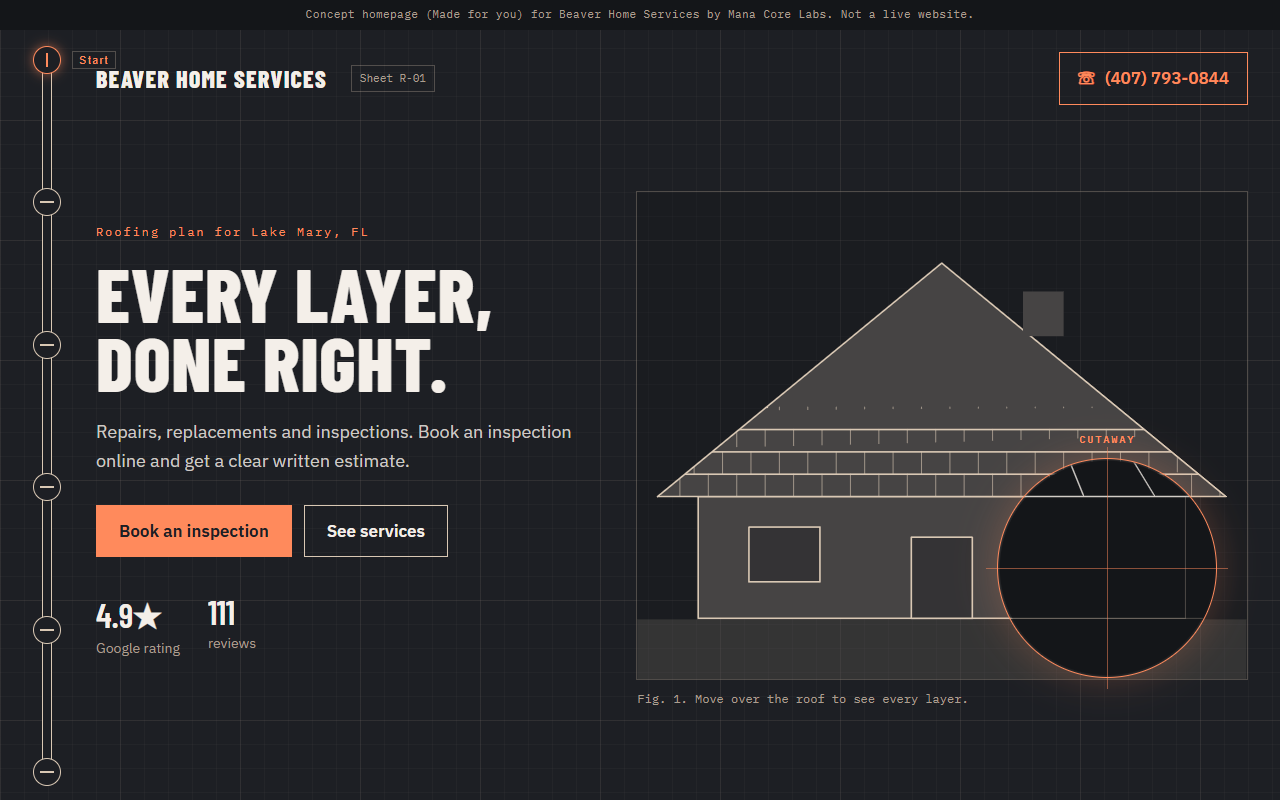 Concept homepage (Made for you) for Beaver Home Services by Mana Core Labs. Not a live website.
Start
BEAVER HOME SERVICES
Sheet R-01
☎ (407) 793-0844
Roofing plan for Lake Mary, FL
EVERY LAYER,
DONE RIGHT.
Repairs, replacements and inspections. Book an inspection
online and get a clear written estimate.
Book an inspection
See services
4.9★
Google rating
111
reviews
CUTAWAY
Fig. 1. Move over the roof to see every layer.